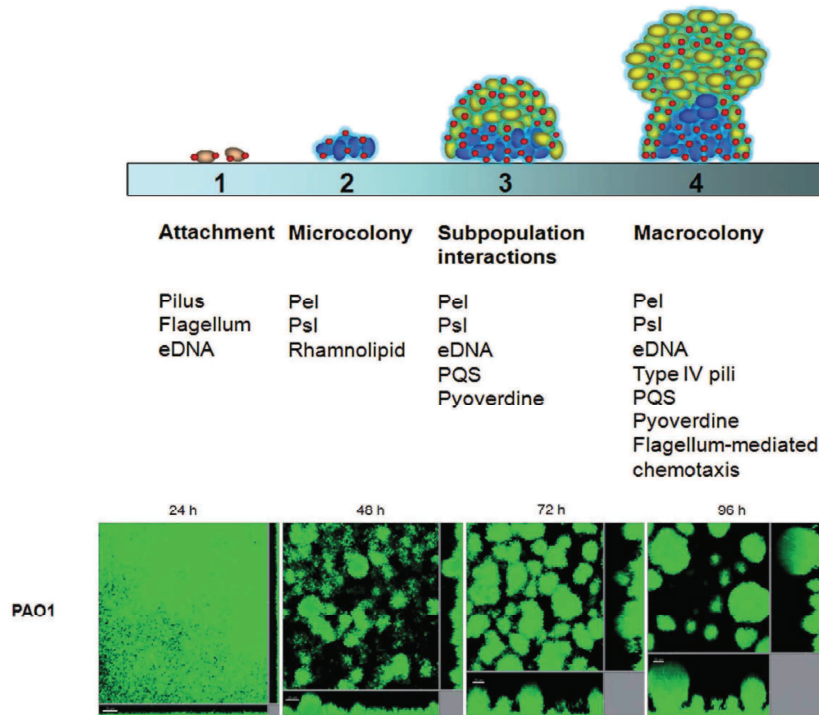 1 2 3 4
Attachment Microcolony Subpopulation interactions Macrocolony
Pilus
Flagellum
eDNA
Pel
Psl
Rhamnolipid
Pel
Psl
eDNA
PQS
Pyoverdine
Pel
Psl
eDNA
Type IV pili
PQS
Pyoverdine
Flagellum-mediated
chemotaxis
24 h 48 h 72 h 96 h
PAO1